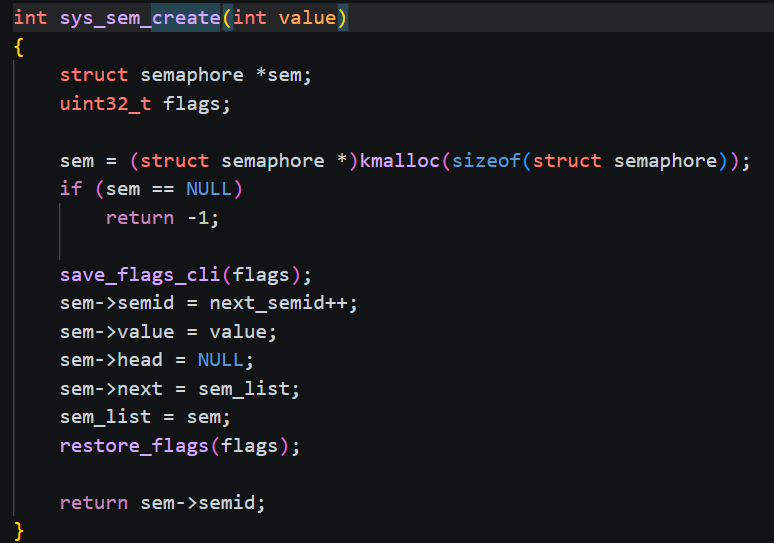 int sys_sem_create(int value)
{
    struct semaphore *sem;
    uint32_t flags;

    sem = (struct semaphore *)kmalloc(sizeof(struct semaphore));
    if (sem == NULL)
        return -1;

    save_flags_cli(flags);
    sem->semid = next_semid++;
    sem->value = value;
    sem->head = NULL;
    sem->next = sem_list;
    sem_list = sem;
    restore_flags(flags);

    return sem->semid;
}